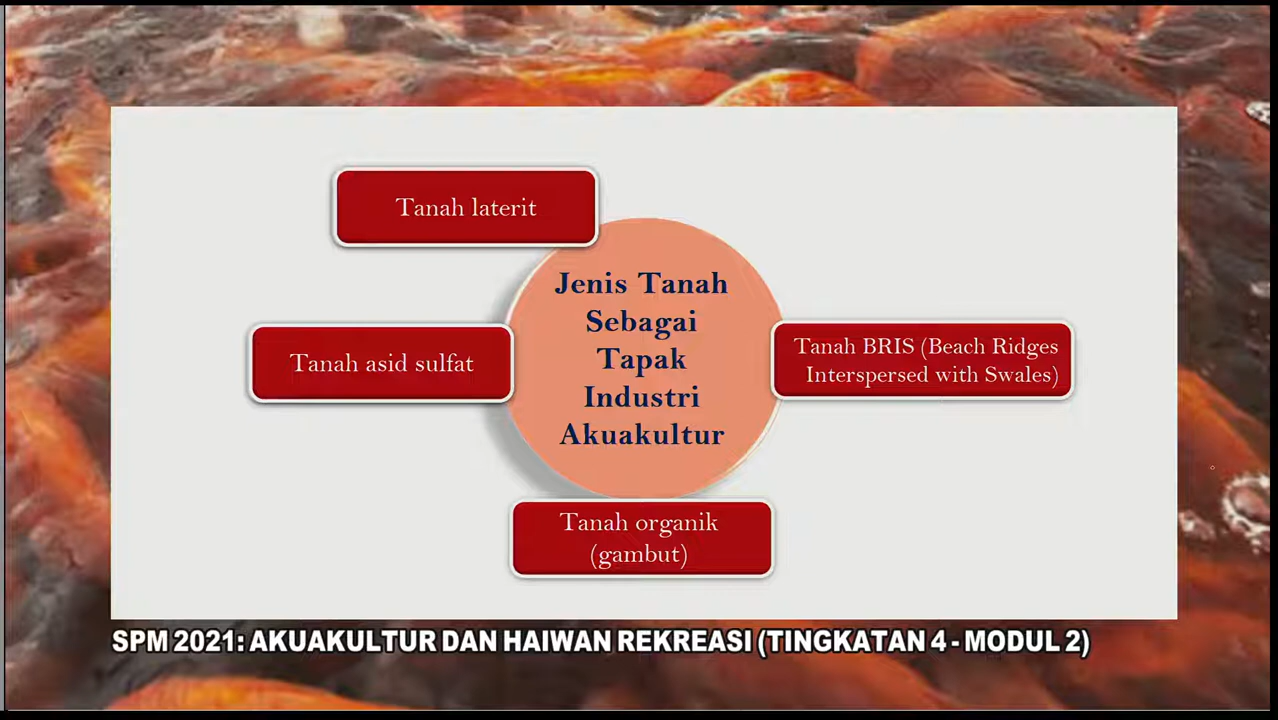 Tanah laterit
Jenis Tanah
Sebagai
Tapak
Industri
Akuakultur
Tanah asid sulfat
Tanah BRIS (Beach Ridges
Interspersed with Swales)
Tanah organik
(gambut)
SPM 2021: AKUAKULTUR DAN HAIWAN REKREASI (TINGKATAN 4 - MODUL 2)